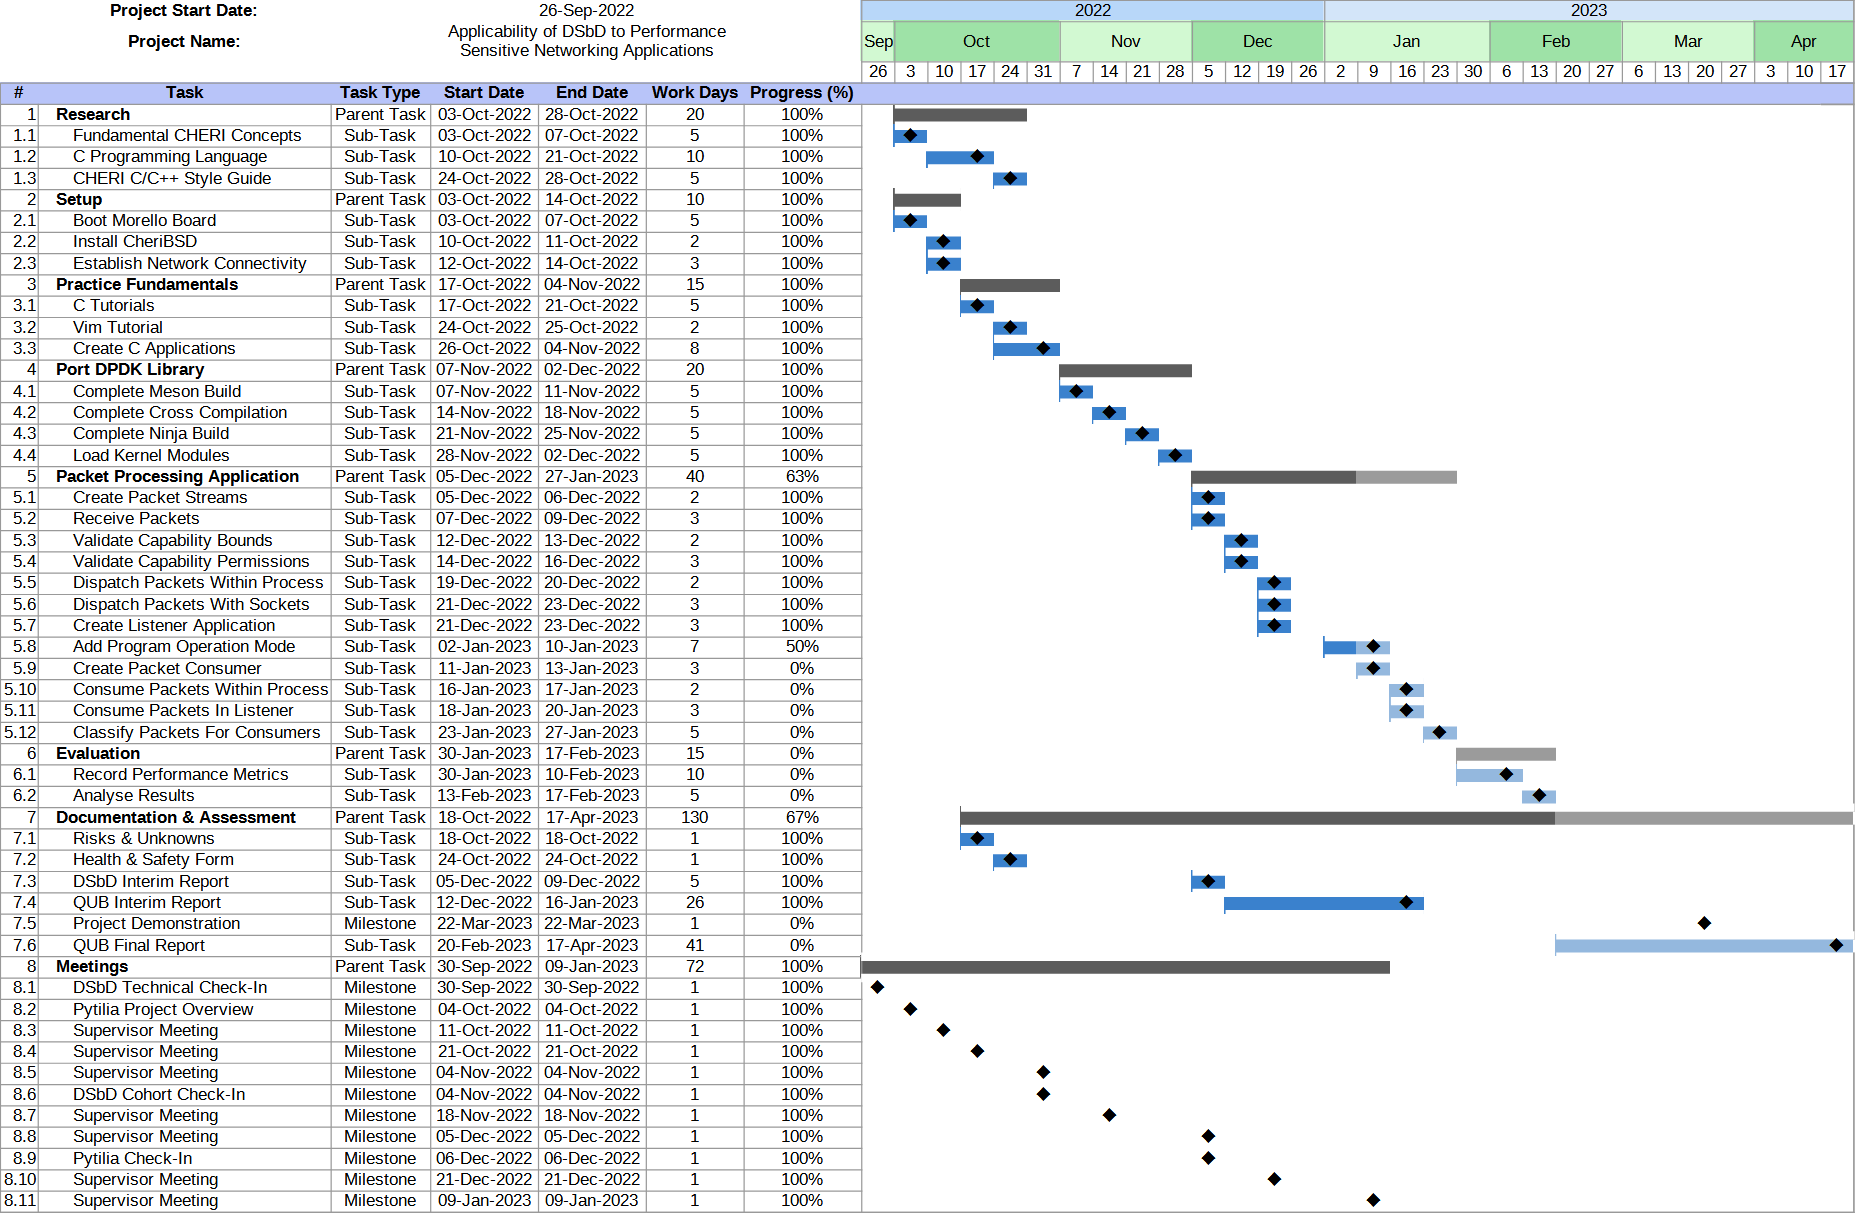 Project Start Date: 26-Sep-2022 2022 2023
Project Name: Applicability of DSbD to Performance
Sensitive Networking Applications
Sep Oct Nov Dec Jan Feb Mar Apr
26 3 10 17 24 31 7 14 21 28 5 12 19 26 2 9 16 23 30 6 13 20 27 6 13 20 27 3 10 17
# Task Task Type Start Date End Date Work Days Progress (%)
1 Research Parent Task 03-Oct-2022 28-Oct-2022 20 100%
1.1 Fundamental CHERI Concepts Sub-Task 03-Oct-2022 07-Oct-2022 5 100%
1.2 C Programming Language Sub-Task 10-Oct-2022 21-Oct-2022 10 100%
1.3 CHERI C/C++ Style Guide Sub-Task 24-Oct-2022 28-Oct-2022 5 100%
2 Setup Parent Task 03-Oct-2022 14-Oct-2022 10 100%
2.1 Boot Morello Board Sub-Task 03-Oct-2022 07-Oct-2022 5 100%
2.2 Install CheriBSD Sub-Task 10-Oct-2022 11-Oct-2022 2 100%
2.3 Establish Network Connectivity Sub-Task 12-Oct-2022 14-Oct-2022 3 100%
3 Practice Fundamentals Parent Task 17-Oct-2022 04-Nov-2022 15 100%
3.1 C Tutorials Sub-Task 17-Oct-2022 21-Oct-2022 5 100%
3.2 Vim Tutorial Sub-Task 24-Oct-2022 25-Oct-2022 2 100%
3.3 Create C Applications Sub-Task 26-Oct-2022 04-Nov-2022 8 100%
4 Port DPDK Library Parent Task 07-Nov-2022 02-Dec-2022 20 100%
4.1 Complete Meson Build Sub-Task 07-Nov-2022 11-Nov-2022 5 100%
4.2 Complete Cross Compilation Sub-Task 14-Nov-2022 18-Nov-2022 5 100%
4.3 Complete Ninja Build Sub-Task 21-Nov-2022 25-Nov-2022 5 100%
4.4 Load Kernel Modules Sub-Task 28-Nov-2022 02-Dec-2022 5 100%
5 Packet Processing Application Parent Task 05-Dec-2022 27-Jan-2023 40 63%
5.1 Create Packet Streams Sub-Task 05-Dec-2022 06-Dec-2022 2 100%
5.2 Receive Packets Sub-Task 07-Dec-2022 09-Dec-2022 3 100%
5.3 Validate Capability Bounds Sub-Task 12-Dec-2022 13-Dec-2022 2 100%
5.4 Validate Capability Permissions Sub-Task 14-Dec-2022 16-Dec-2022 3 100%
5.5 Dispatch Packets Within Process Sub-Task 19-Dec-2022 20-Dec-2022 2 100%
5.6 Dispatch Packets With Sockets Sub-Task 21-Dec-2022 23-Dec-2022 3 100%
5.7 Create Listener Application Sub-Task 21-Dec-2022 23-Dec-2022 3 100%
5.8 Add Program Operation Mode Sub-Task 02-Jan-2023 10-Jan-2023 7 50%
5.9 Create Packet Consumer Sub-Task 11-Jan-2023 13-Jan-2023 3 0%
5.10 Consume Packets Within Process Sub-Task 16-Jan-2023 17-Jan-2023 2 0%
5.11 Consume Packets In Listener Sub-Task 18-Jan-2023 20-Jan-2023 3 0%
5.12 Classify Packets For Consumers Sub-Task 23-Jan-2023 27-Jan-2023 5 0%
6 Evaluation Parent Task 30-Jan-2023 17-Feb-2023 15 0%
6.1 Record Performance Metrics Sub-Task 30-Jan-2023 10-Feb-2023 10 0%
6.2 Analyse Results Sub-Task 13-Feb-2023 17-Feb-2023 5 0%
7 Documentation & Assessment Parent Task 18-Oct-2022 17-Apr-2023 130 67%
7.1 Risks & Unknowns Sub-Task 18-Oct-2022 18-Oct-2022 1 100%
7.2 Health & Safety Form Sub-Task 24-Oct-2022 24-Oct-2022 1 100%
7.3 DSbD Interim Report Sub-Task 05-Dec-2022 09-Dec-2022 5 100%
7.4 QUB Interim Report Sub-Task 12-Dec-2022 16-Jan-2023 26 100%
7.5 Project Demonstration Milestone 22-Mar-2023 22-Mar-2023 1 0%
7.6 QUB Final Report Sub-Task 20-Feb-2023 17-Apr-2023 41 0%
8 Meetings Parent Task 30-Sep-2022 09-Jan-2023 72 100%
8.1 DSbD Technical Check-In Milestone 30-Sep-2022 30-Sep-2022 1 100%
8.2 Pytilia Project Overview Milestone 04-Oct-2022 04-Oct-2022 1 100%
8.3 Supervisor Meeting Milestone 11-Oct-2022 11-Oct-2022 1 100%
8.4 Supervisor Meeting Milestone 21-Oct-2022 21-Oct-2022 1 100%
8.5 Supervisor Meeting Milestone 04-Nov-2022 04-Nov-2022 1 100%
8.6 DSbD Cohort Check-In Milestone 04-Nov-2022 04-Nov-2022 1 100%
8.7 Supervisor Meeting Milestone 18-Nov-2022 18-Nov-2022 1 100%
8.8 Supervisor Meeting Milestone 05-Dec-2022 05-Dec-2022 1 100%
8.9 Pytilia Check-In Milestone 06-Dec-2022 06-Dec-2022 1 100%
8.10 Supervisor Meeting Milestone 21-Dec-2022 21-Dec-2022 1 100%
8.11 Supervisor Meeting Milestone 09-Jan-2023 09-Jan-2023 1 100%